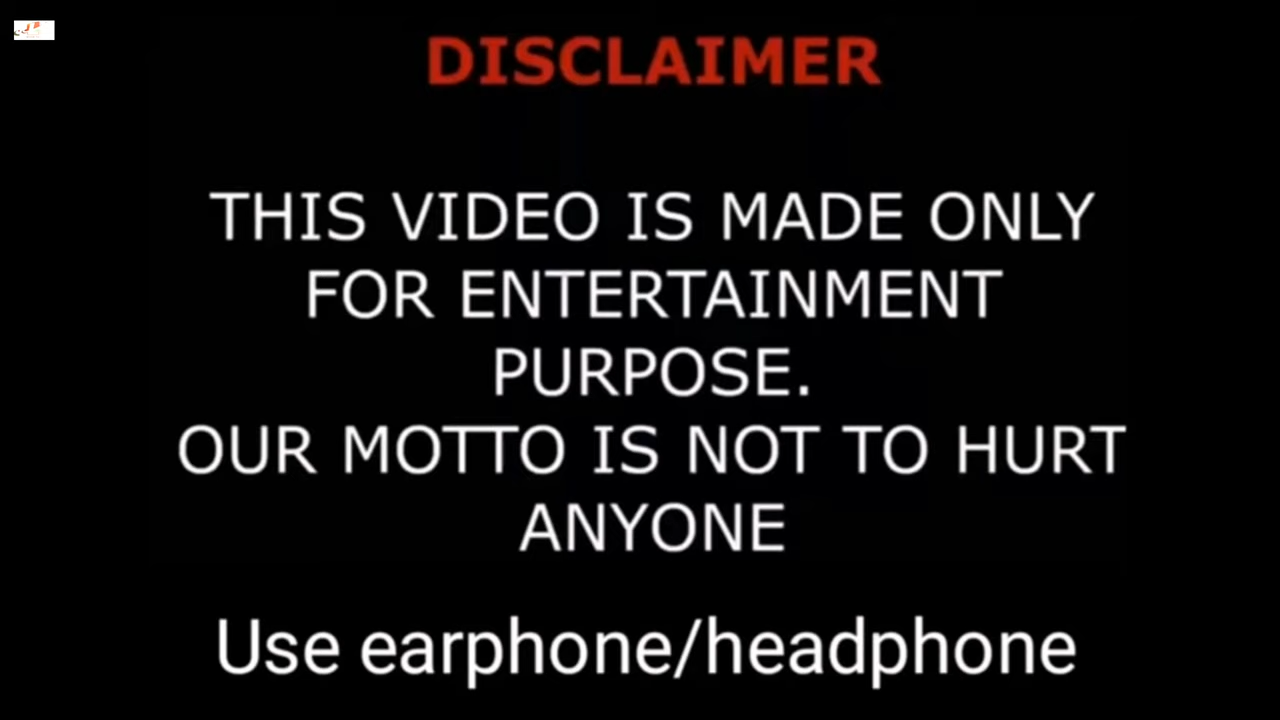 DISCLAIMER
THIS VIDEO IS MADE ONLY
FOR ENTERTAINMENT
PURPOSE.
OUR MOTTO IS NOT TO HURT
ANYONE
Use earphone/headphone